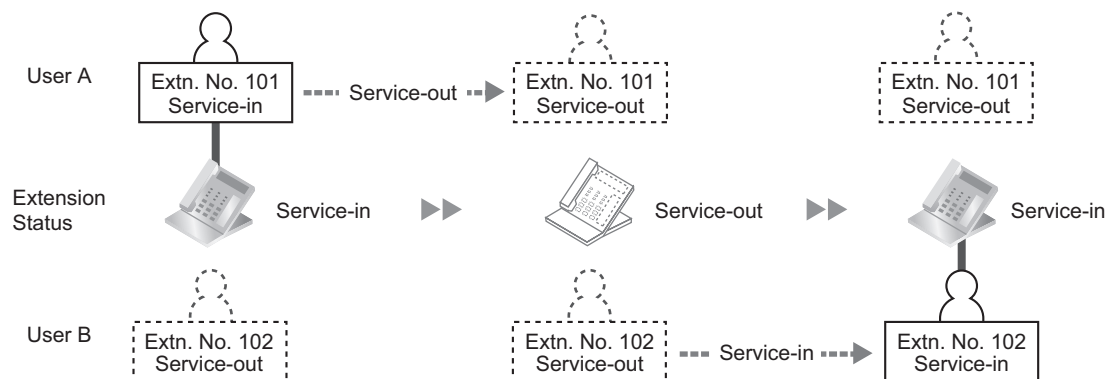 User A
Extn. No. 101
Service-in
Service-out
Extn. No. 101
Service-out
Extn. No. 101
Service-out
Extension
Status
Service-in
Service-out
Service-in
User B
Extn. No. 102
Service-out
Extn. No. 102
Service-out
Service-in
Extn. No. 102
Service-in